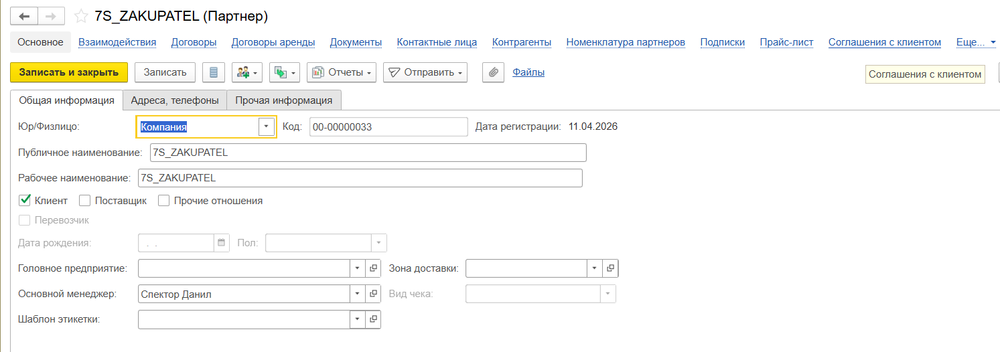 7S_ZAKUPATEL (Партнер)
Основное Взаимодействия Договоры Договоры аренды Документы Контактные лица Контрагенты Номенклатура партнеров Подписки Прайс-лист Соглашения с клиентом Еще...
Записать и закрыть Записать Отчеты Отправить Файлы Соглашения с клиентом
Общая информация Адреса, телефоны Прочая информация
Юр/Физлицо: Компания Код: 00-00000033 Дата регистрации: 11.04.2026
Публичное наименование: 7S_ZAKUPATEL
Рабочее наименование: 7S_ZAKUPATEL
Клиент Поставщик Прочие отношения
Перевозчик
Дата рождения: . . Пол:
Головное предприятие: Зона доставки:
Основной менеджер: Спектор Данил Вид чека:
Шаблон этикетки: